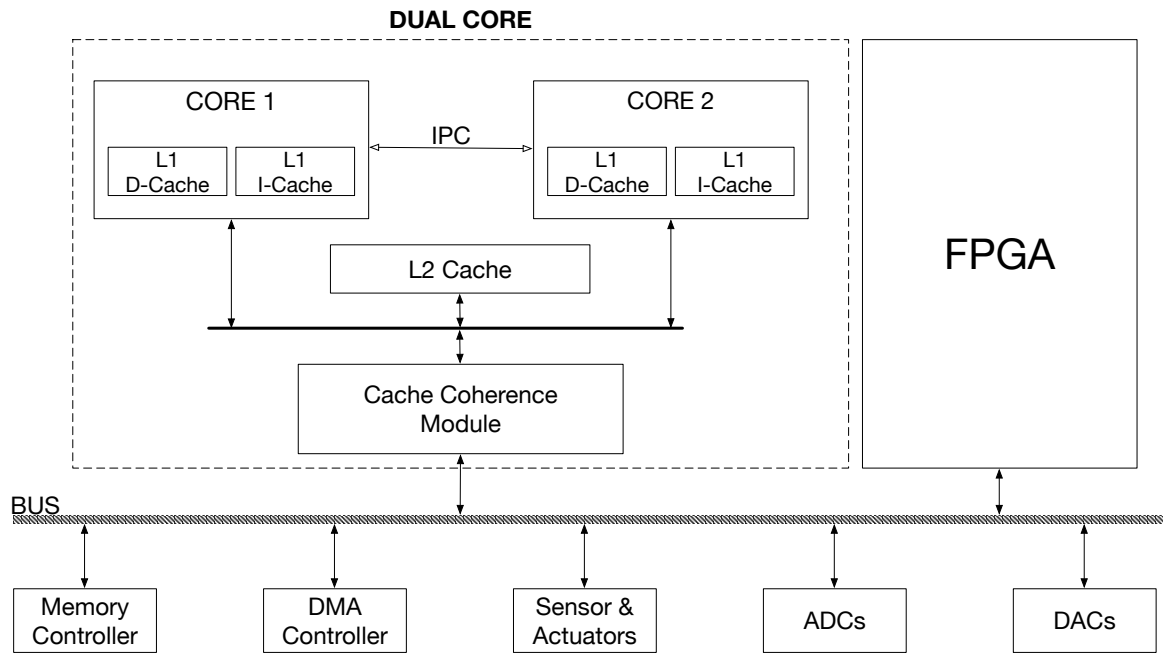 DUAL CORE
CORE 1
L1
D-Cache
L1
I-Cache
IPC
CORE 2
L1
D-Cache
L1
I-Cache
L2 Cache
Cache Coherence
Module
FPGA
BUS
Memory
Controller
DMA
Controller
Sensor &
Actuators
ADCs
DACs